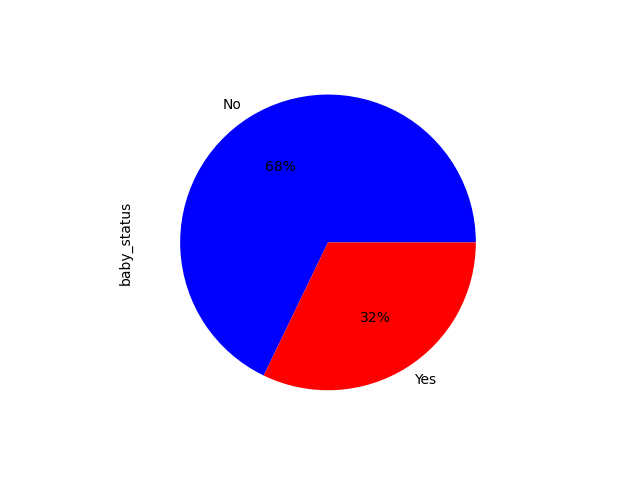 No
68%
baby_status
32%
Yes